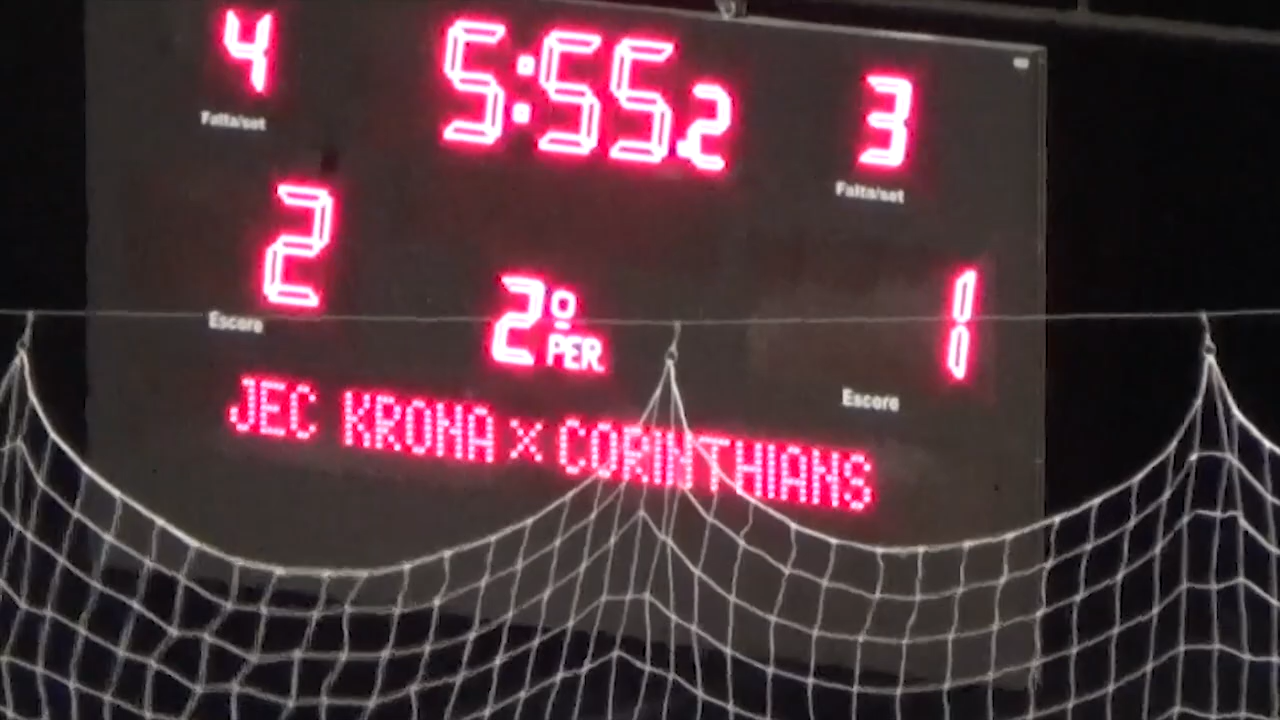 4 5:55.2 3
Falta/set
Falta/set
2
2º PER 1
Escore
Escore
JEC KRONA X CORINTHIANS